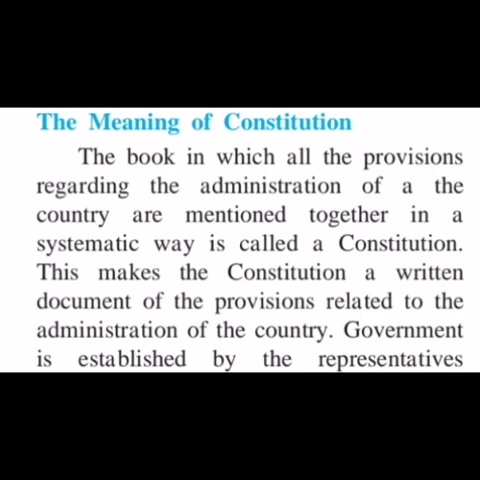 The Meaning of Constitution
The book in which all the provisions
regarding the administration of a the
country are mentioned together in a
systematic way is called a Constitution.
This makes the Constitution a written
document of the provisions related to the
administration of the country. Government
is established by the representatives